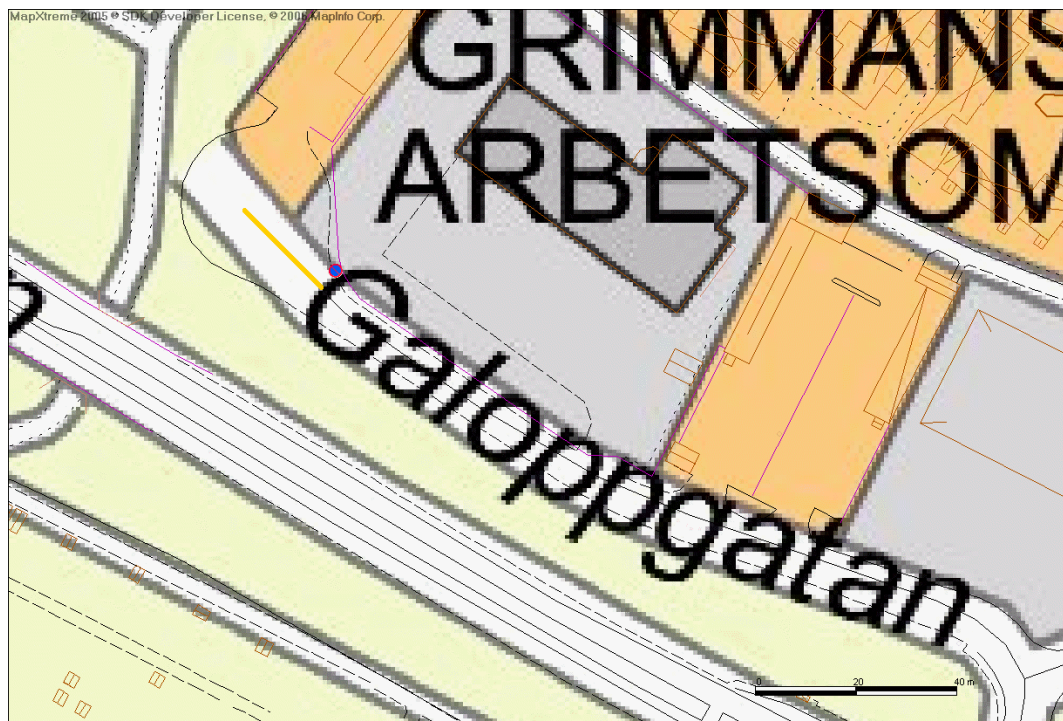 MapXtreme 2005 ® SDK Developer License, © 2006 MapInfo Corp.
GRIMMANS
ARBETSOM
n
Galoppgatan
0 20 40 m